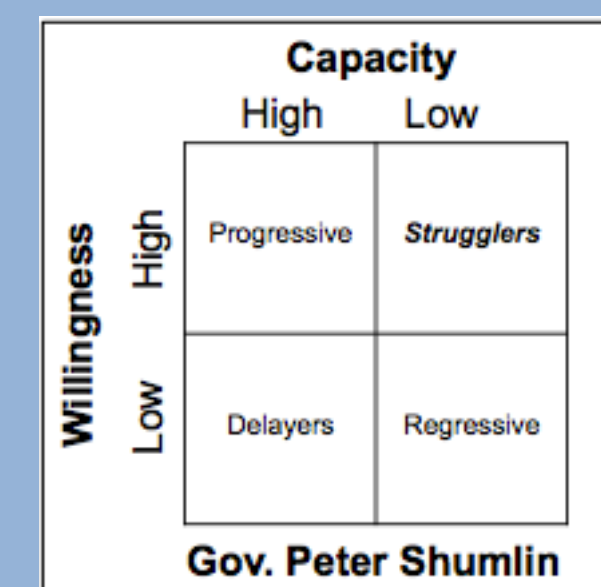 Capacity
High Low
Willingness
High
Progressive Strugglers
Low
Delayers Regressive
Gov. Peter Shumlin